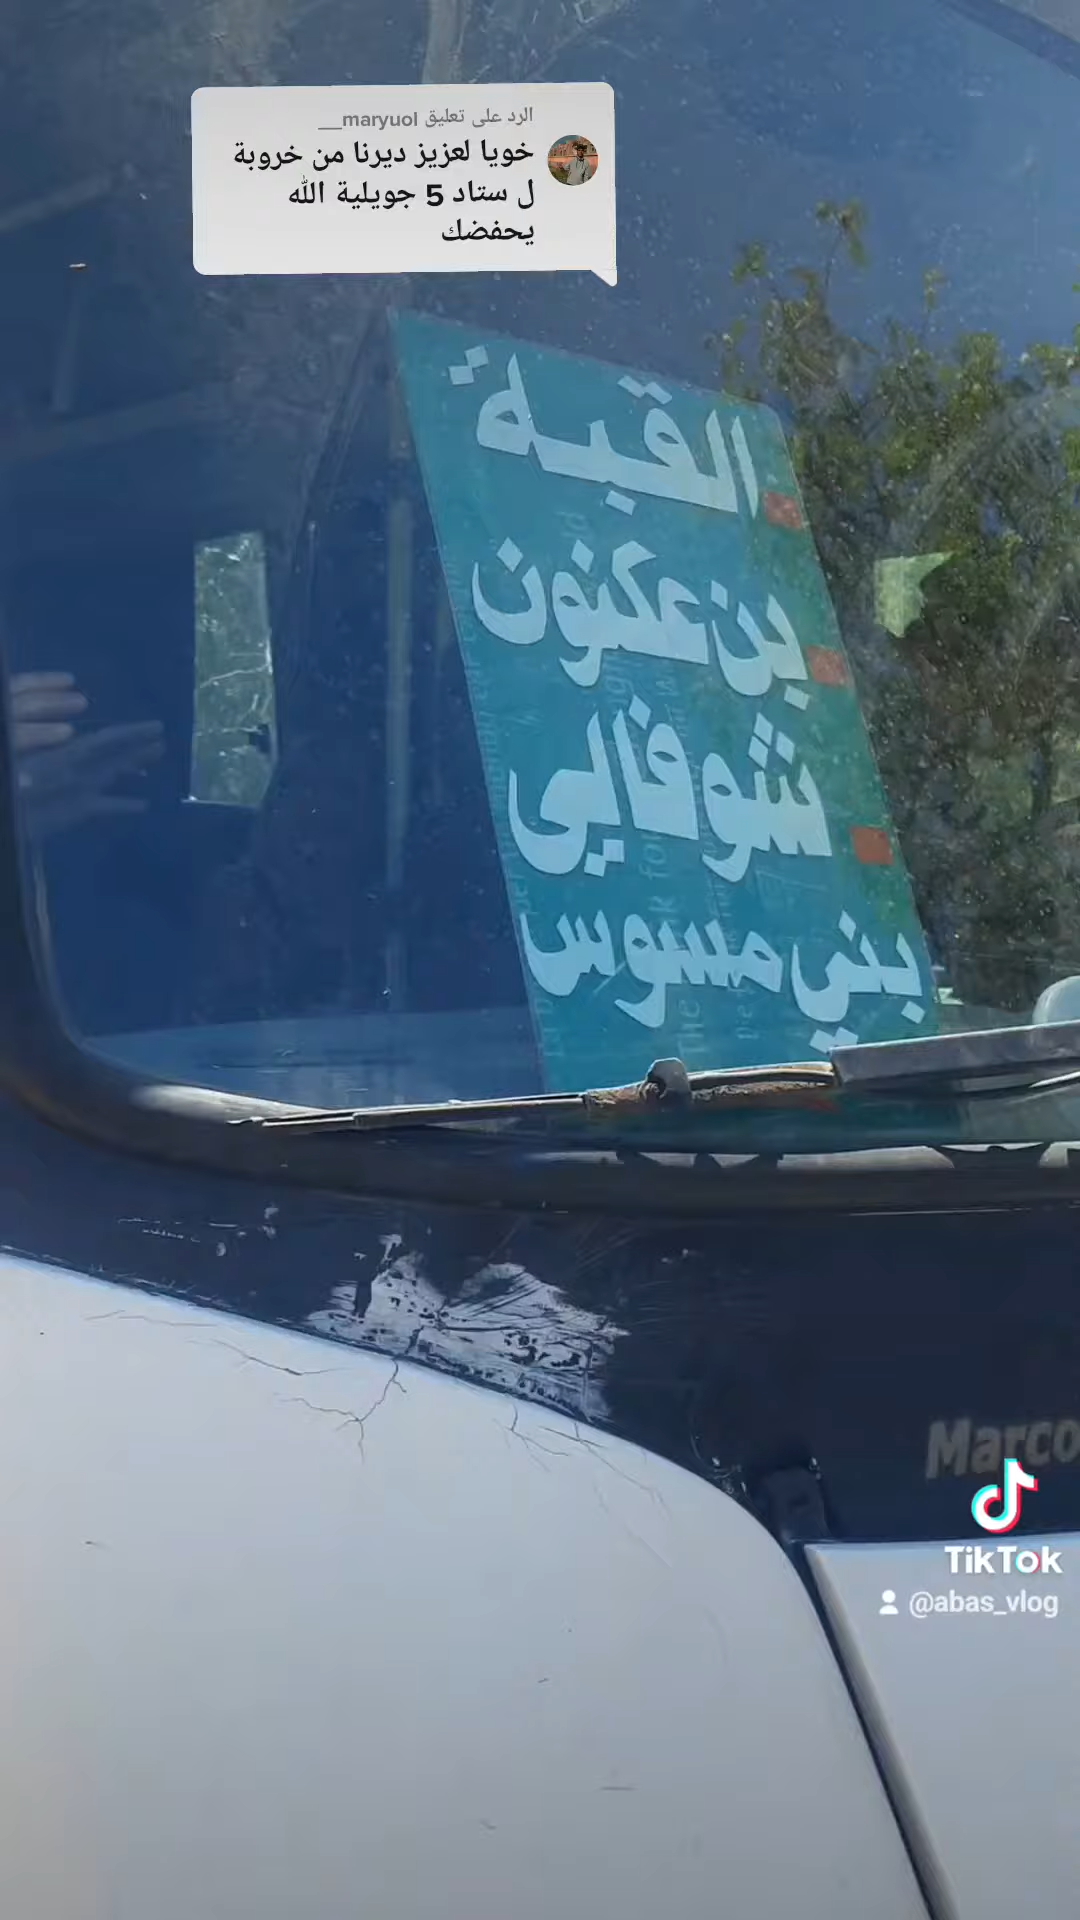 الرد على تعليق maryuol__
خويا لعزيز ديرنا من خروبة
ل ستاد 5 جويلية الله
يحفضك
القبة
بن عكنون
شوفالي
بني مسوس
Marco
TikTok
@abas_vlog